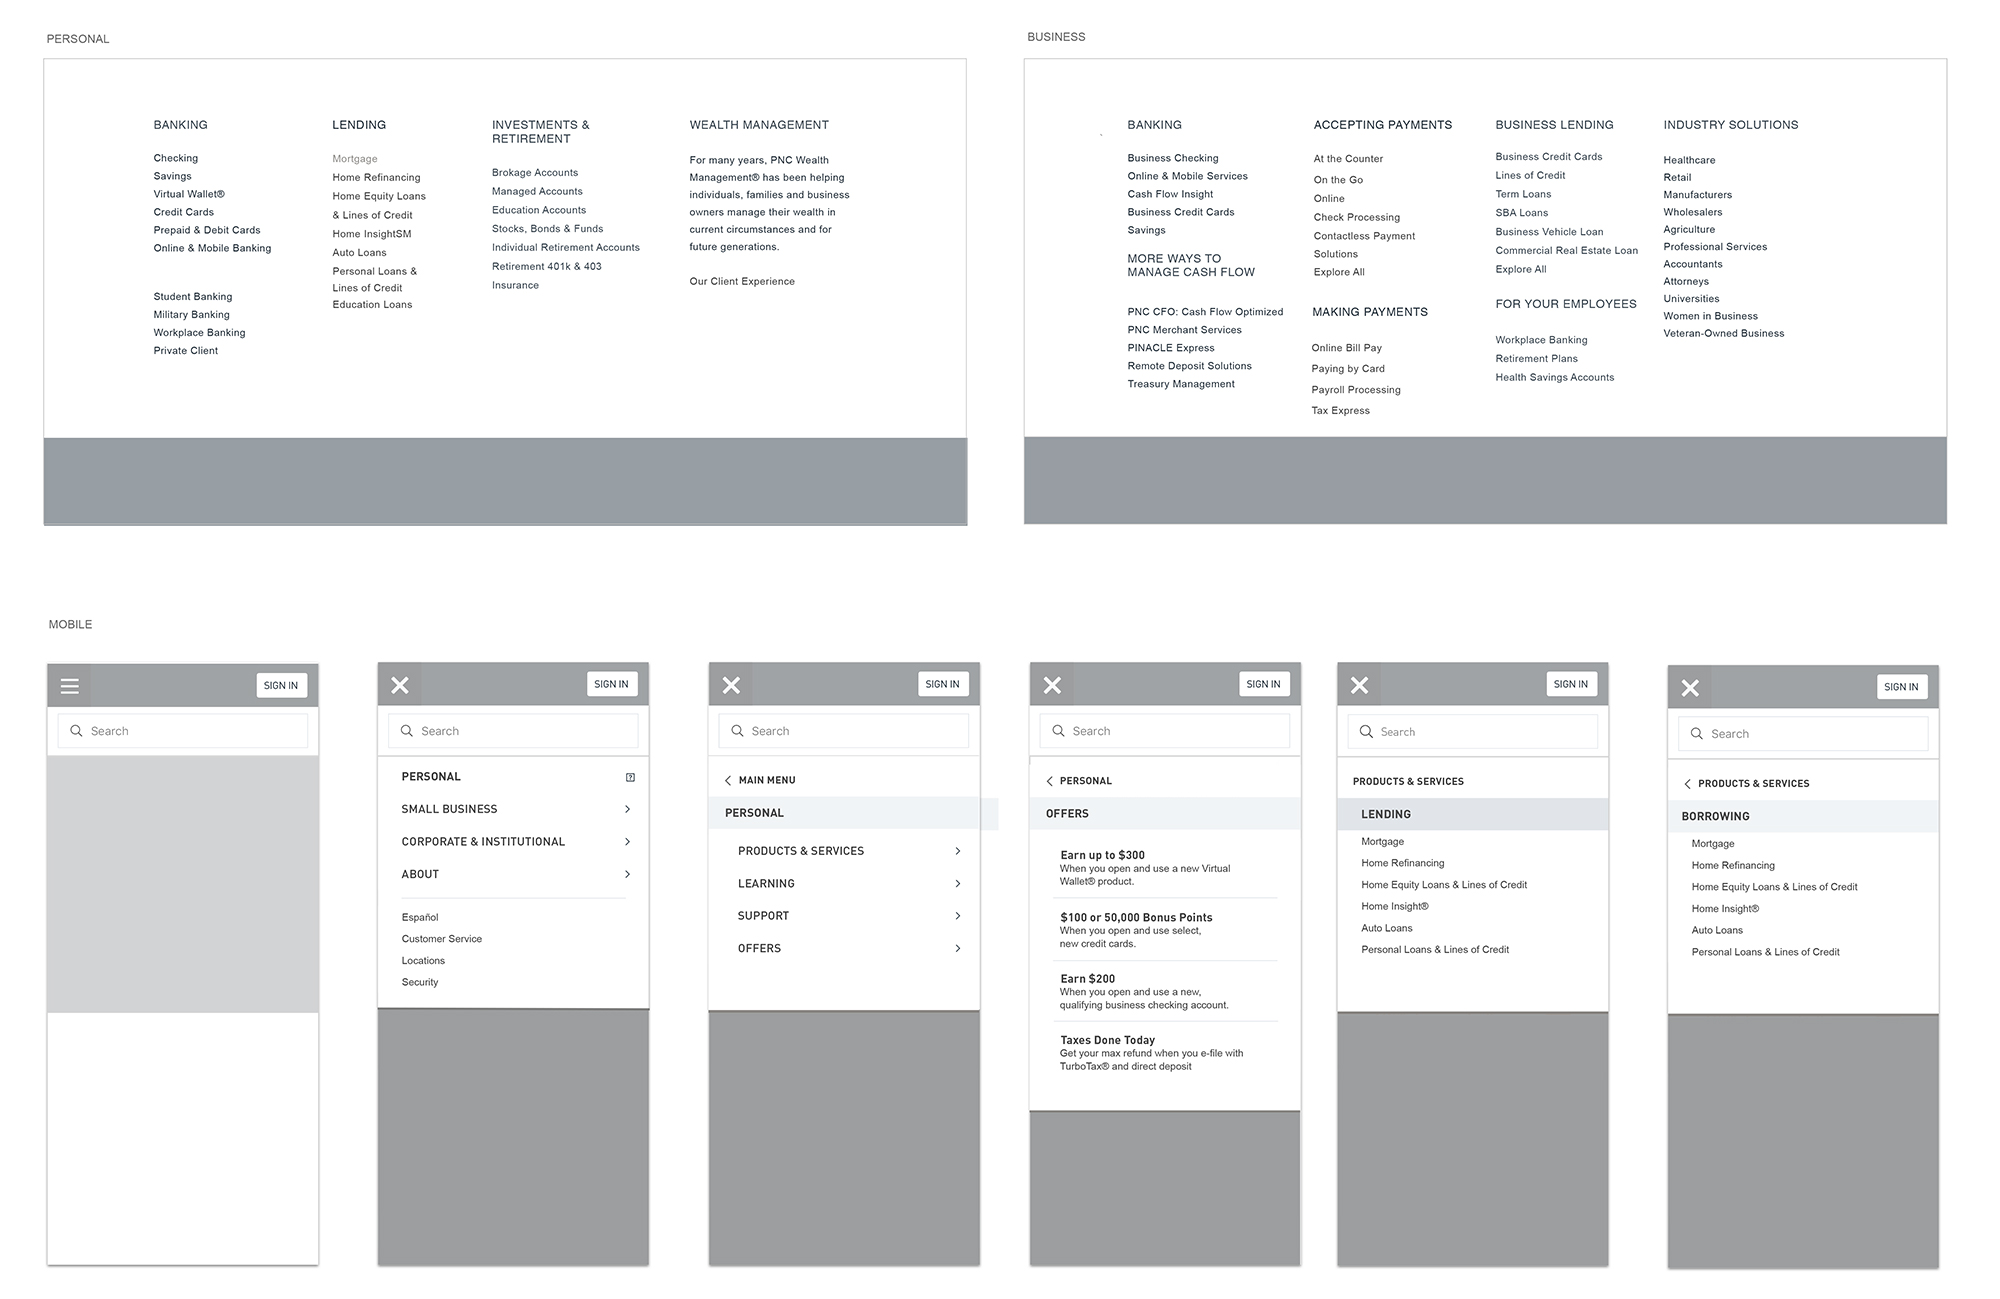 PERSONAL
BANKING
Checking
Savings
Virtual Wallet®
Credit Cards
Prepaid & Debit Cards
Online & Mobile Banking
Student Banking
Military Banking
Workplace Banking
Private Client
LENDING
Mortgage
Home Refinancing
Home Equity Loans
& Lines of Credit
Home InsightSM
Auto Loans
Personal Loans &
Lines of Credit
Education Loans
INVESTMENTS &
RETIREMENT
Brokage Accounts
Managed Accounts
Education Accounts
Stocks, Bonds & Funds
Individual Retirement Accounts
Retirement 401k & 403
Insurance
WEALTH MANAGEMENT
For many years, PNC Wealth
Management® has been helping
individuals, families and business
owners manage their wealth in
current circumstances and for
future generations.
Our Client Experience
BUSINESS
BANKING
Business Checking
Online & Mobile Services
Cash Flow Insight
Business Credit Cards
Savings
MORE WAYS TO
MANAGE CASH FLOW
PNC CFO: Cash Flow Optimized
PNC Merchant Services
PINACLE Express
Remote Deposit Solutions
Treasury Management
ACCEPTING PAYMENTS
At the Counter
On the Go
Online
Check Processing
Contactless Payment
Solutions
Explore All
MAKING PAYMENTS
Online Bill Pay
Paying by Card
Payroll Processing
Tax Express
BUSINESS LENDING
Business Credit Cards
Lines of Credit
Term Loans
SBA Loans
Business Vehicle Loan
Commercial Real Estate Loan
Explore All
FOR YOUR EMPLOYEES
Workplace Banking
Retirement Plans
Health Savings Accounts
INDUSTRY SOLUTIONS
Healthcare
Retail
Manufacturers
Wholesalers
Agriculture
Professional Services
Accountants
Attorneys
Universities
Women in Business
Veteran-Owned Business
MOBILE
SIGN IN
Search
SIGN IN
Search
PERSONAL
SMALL BUSINESS
CORPORATE & INSTITUTIONAL
ABOUT
Español
Customer Service
Locations
Security
SIGN IN
Search
MAIN MENU
PERSONAL
PRODUCTS & SERVICES
LEARNING
SUPPORT
OFFERS
SIGN IN
Search
PERSONAL
OFFERS
Earn up to $300
When you open and use a new Virtual
Wallet® product.
$100 or 50,000 Bonus Points
When you open and use select,
new credit cards.
Earn $200
When you open and use a new,
qualifying business checking account.
Taxes Done Today
Get your max refund when you e-file with
TurboTax® and direct deposit
SIGN IN
Search
PRODUCTS & SERVICES
LENDING
Mortgage
Home Refinancing
Home Equity Loans & Lines of Credit
Home Insight®
Auto Loans
Personal Loans & Lines of Credit
SIGN IN
Search
PRODUCTS & SERVICES
BORROWING
Mortgage
Home Refinancing
Home Equity Loans & Lines of Credit
Home Insight®
Auto Loans
Personal Loans & Lines of Credit